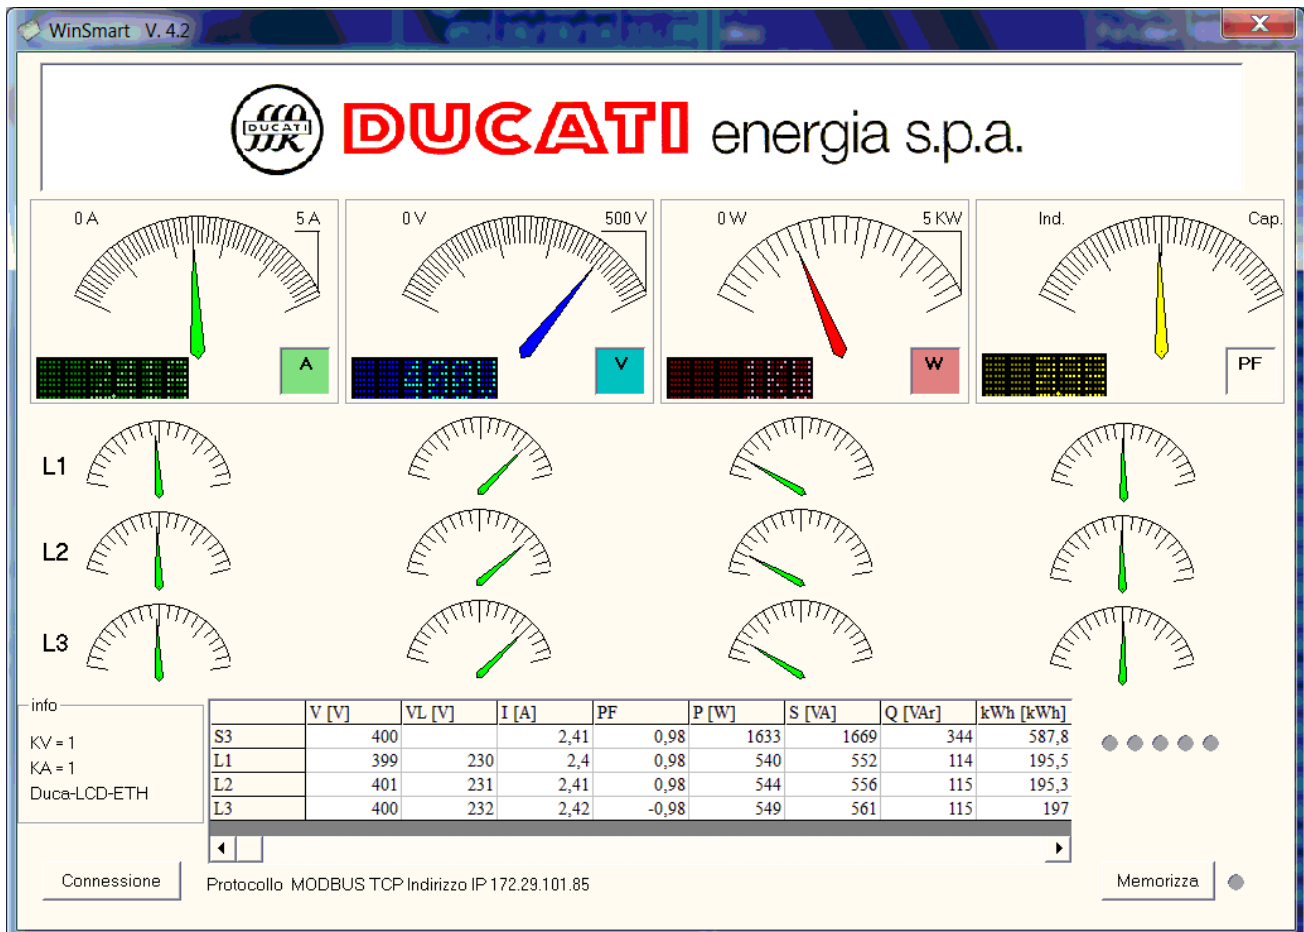 WinSmart V. 4.2
X
DUCATI
DUCATI energia s.p.a.
0 A 5 A
A
0 V 500 V
400V
V
0 W 5 KW
W
Ind. Cap.
PF
L1
L2
L3
info
KV = 1
KA = 1
Duca-LCD-ETH
V [V] VL [V] I [A] PF P [W] S [VA] Q [VAr] kWh [kWh]
S3 400 2,41 0,98 1633 1669 344 587,8
L1 399 230 2,4 0,98 540 552 114 195,5
L2 401 231 2,41 0,98 544 556 115 195,3
L3 400 232 2,42 -0,98 549 561 115 197
Connessione
Protocollo MODBUS TCP Indirizzo IP 172.29.101.85
Memorizza